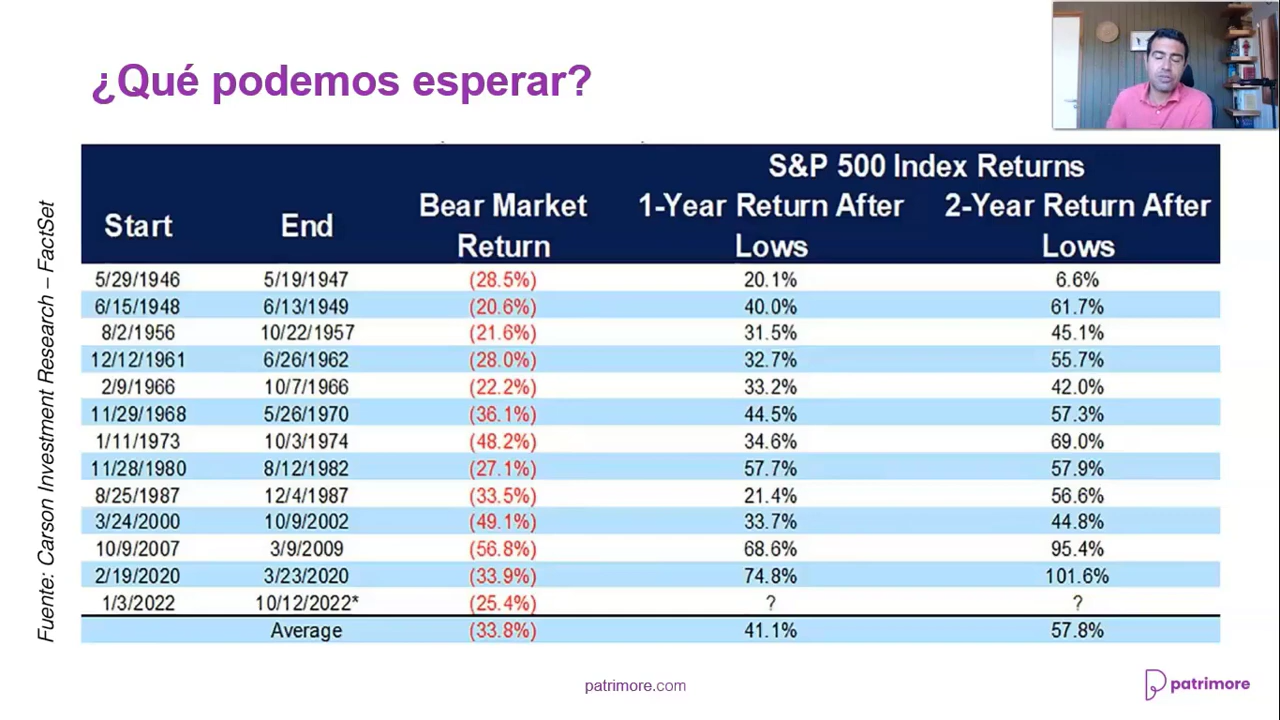 ¿Qué podemos esperar?
S&P 500 Index Returns
Start End Bear Market Return 1-Year Return After Lows 2-Year Return After Lows
5/29/1946 5/19/1947 (28.5%) 20.1% 6.6%
6/15/1948 6/13/1949 (20.6%) 40.0% 61.7%
8/2/1956 10/22/1957 (21.6%) 31.5% 45.1%
12/12/1961 6/26/1962 (28.0%) 32.7% 55.7%
2/9/1966 10/7/1966 (22.2%) 33.2% 42.0%
11/29/1968 5/26/1970 (36.1%) 44.5% 57.3%
1/11/1973 10/3/1974 (48.2%) 34.6% 69.0%
11/28/1980 8/12/1982 (27.1%) 57.7% 57.9%
8/25/1987 12/4/1987 (33.5%) 21.4% 56.6%
3/24/2000 10/9/2002 (49.1%) 33.7% 44.8%
10/9/2007 3/9/2009 (56.8%) 68.6% 95.4%
2/19/2020 3/23/2020 (33.9%) 74.8% 101.6%
1/3/2022 10/12/2022* (25.4%) ? ?
Average (33.8%) 41.1% 57.8%
Fuente: Carson Investment Research – FactSet
patrimore.com
patrimore